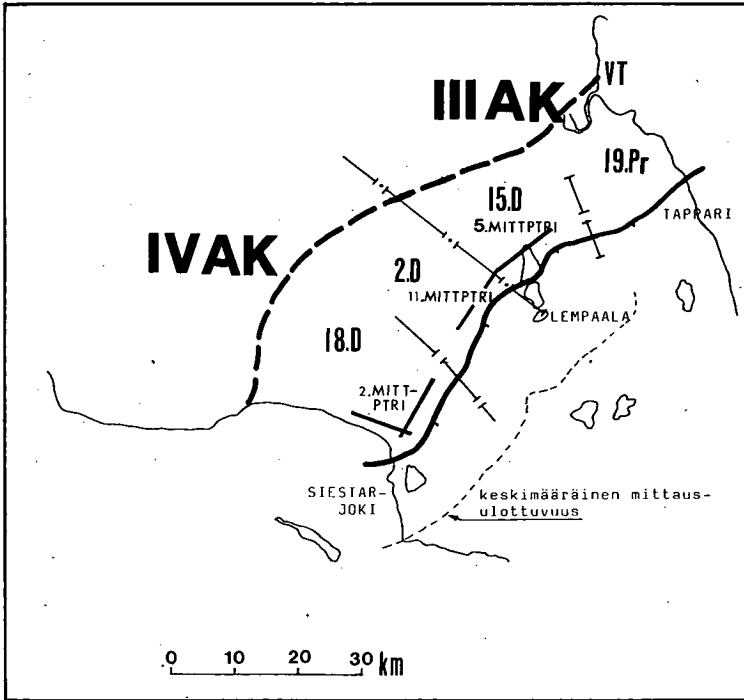 III AK
VT
19.Pr
15.D
TAPPARI
5.MITTPTRI
IV AK
2.D
11.MITTPTRI
LEMPAALA
18.D
2.MITT-
PTRI
SIESTAR-
JOKI
keskimääräinen mittaus-
ulottuvuus
0 10 20 30 km